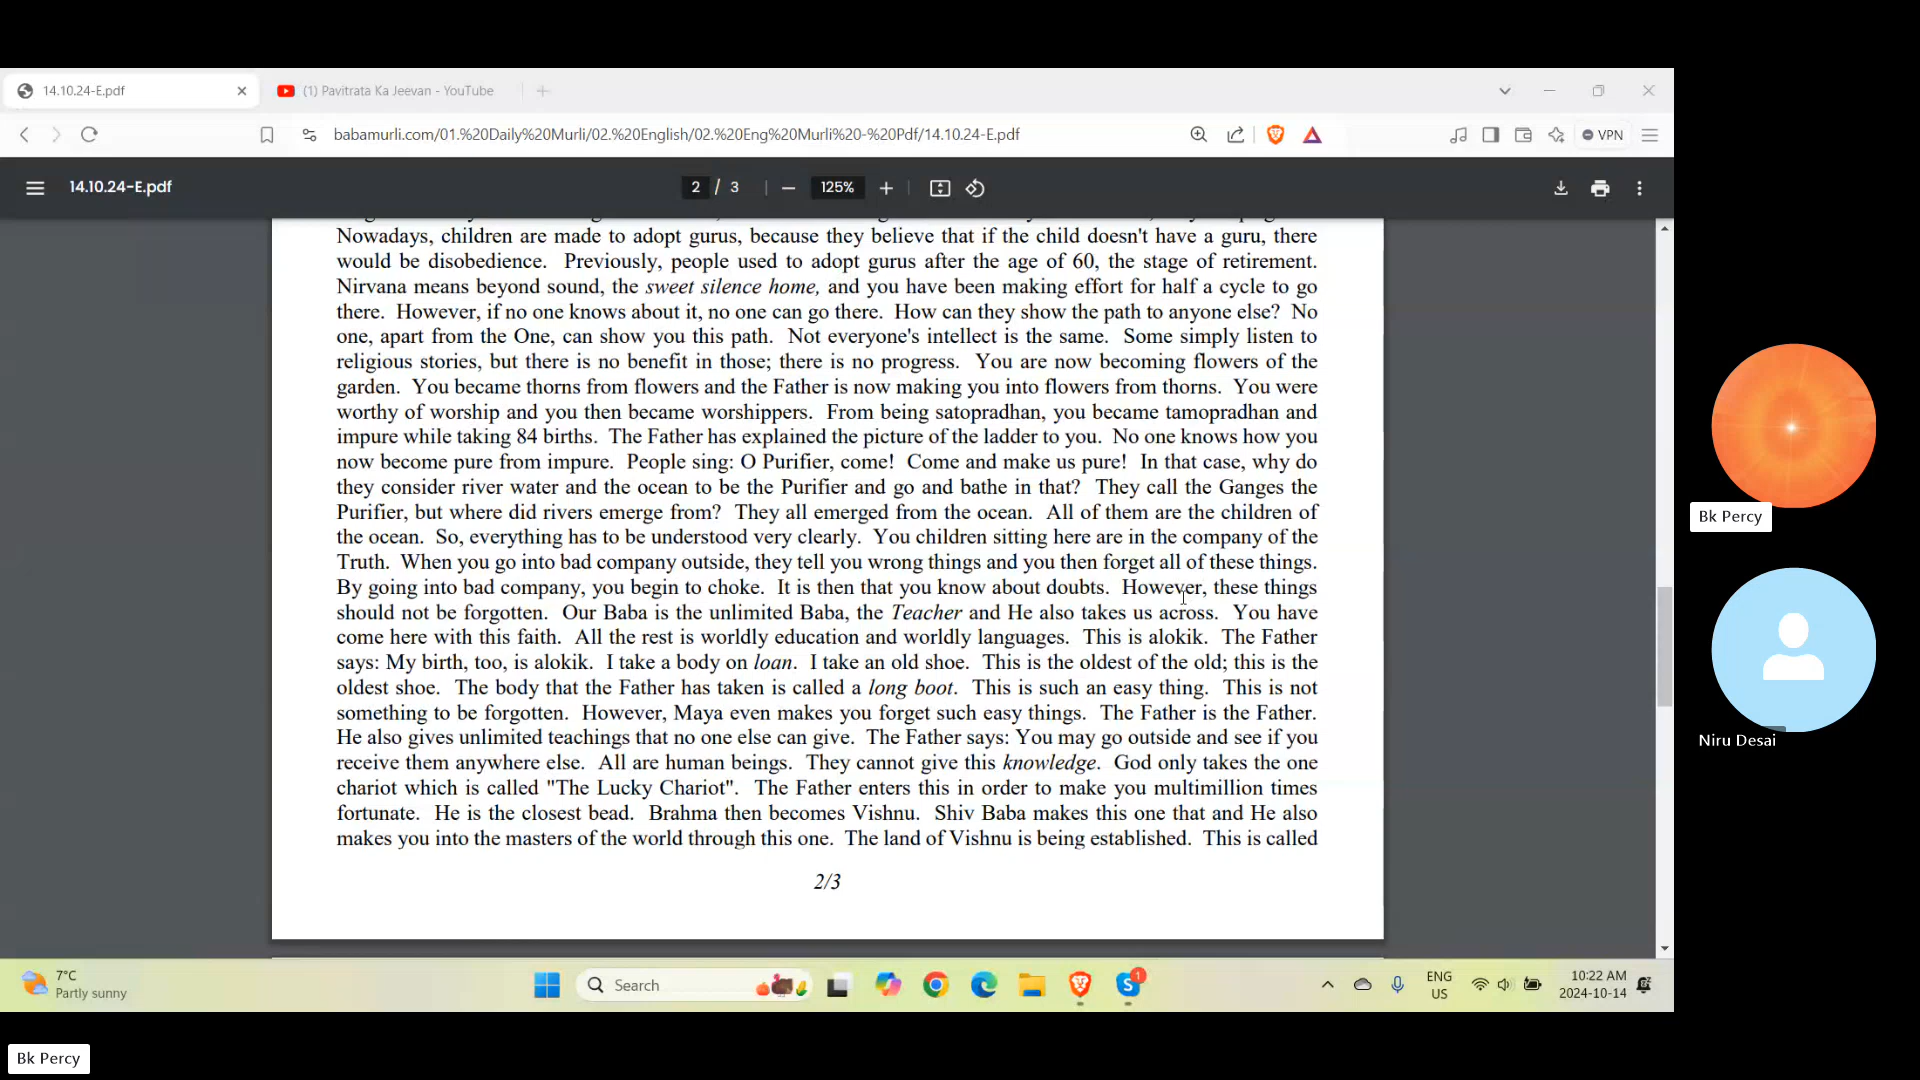 14.10.24-E.pdf
(1) Pavitrata Ka Jeevan - YouTube
babamurli.com/01.%20Daily%20Murli/02.%20English/02.%20Eng%20Murli%20-%20Pdf/14.10.24-E.pdf
VPN
14.10.24-E.pdf
2 / 3
125%
Nowadays, children are made to adopt gurus, because they believe that if the child doesn't have a guru, there
would be disobedience. Previously, people used to adopt gurus after the age of 60, the stage of retirement.
Nirvana means beyond sound, the sweet silence home, and you have been making effort for half a cycle to go
there. However, if no one knows about it, no one can go there. How can they show the path to anyone else? No
one, apart from the One, can show you this path. Not everyone's intellect is the same. Some simply listen to
religious stories, but there is no benefit in those; there is no progress. You are now becoming flowers of the
garden. You became thorns from flowers and the Father is now making you into flowers from thorns. You were
worthy of worship and you then became worshippers. From being satopradhan, you became tamopradhan and
impure while taking 84 births. The Father has explained the picture of the ladder to you. No one knows how you
now become pure from impure. People sing: O Purifier, come! Come and make us pure! In that case, why do
they consider river water and the ocean to be the Purifier and go and bathe in that? They call the Ganges the
Purifier, but where did rivers emerge from? They all emerged from the ocean. All of them are the children of
the ocean. So, everything has to be understood very clearly. You children sitting here are in the company of the
Truth. When you go into bad company outside, they tell you wrong things and you then forget all of these things.
By going into bad company, you begin to choke. It is then that you know about doubts. However, these things
should not be forgotten. Our Baba is the unlimited Baba, the Teacher and He also takes us across. You have
come here with this faith. All the rest is worldly education and worldly languages. This is alokik. The Father
says: My birth, too, is alokik. I take a body on loan. I take an old shoe. This is the oldest of the old; this is the
oldest shoe. The body that the Father has taken is called a long boot. This is such an easy thing. This is not
something to be forgotten. However, Maya even makes you forget such easy things. The Father is the Father.
He also gives unlimited teachings that no one else can give. The Father says: You may go outside and see if you
receive them anywhere else. All are human beings. They cannot give this knowledge. God only takes the one
chariot which is called "The Lucky Chariot". The Father enters this in order to make you multimillion times
fortunate. He is the closest bead. Brahma then becomes Vishnu. Shiv Baba makes this one that and He also
makes you into the masters of the world through this one. The land of Vishnu is being established. This is called
2/3
Bk Percy
Niru Desai
7°C
Partly sunny
Search
S
1
ENG
US
10:22 AM
2024-10-14
Bk Percy